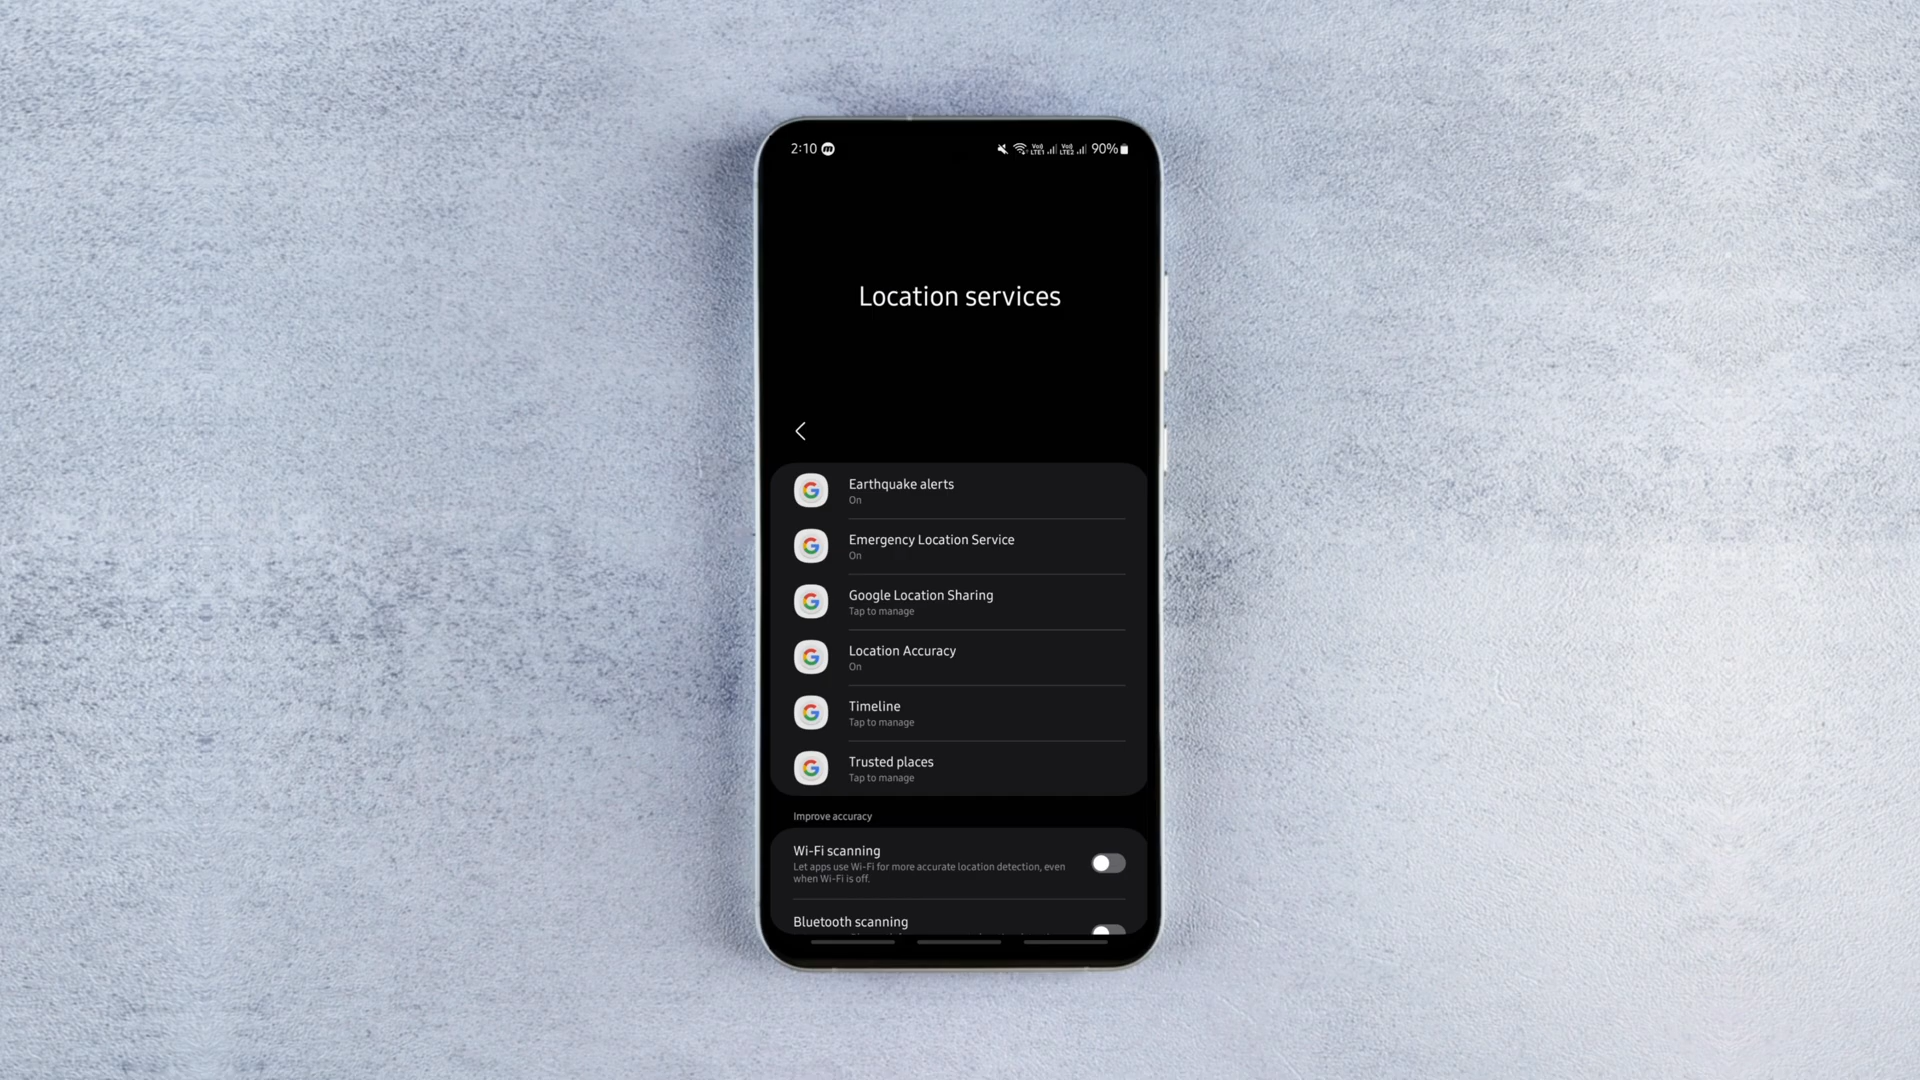 2:10 90%
Location services
Earthquake alerts
On
Emergency Location Service
On
Google Location Sharing
Tap to manage
Location Accuracy
On
Timeline
Tap to manage
Trusted places
Tap to manage
Improve accuracy
Wi-Fi scanning
Let apps use Wi-Fi for more accurate location detection, even
when Wi-Fi is off.
Bluetooth scanning